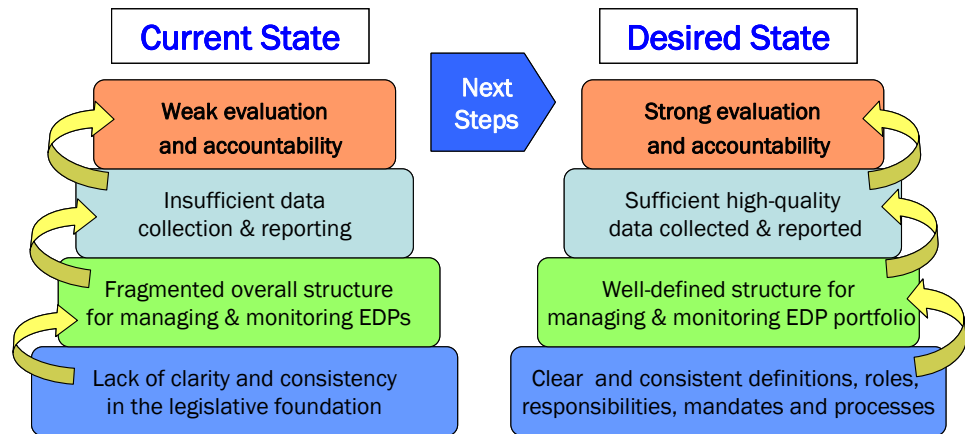 Current State
Weak evaluation
and accountability
Insufficient data
collection & reporting
Fragmented overall structure
for managing & monitoring EDPs
Lack of clarity and consistency
in the legislative foundation
Next
Steps
Desired State
Strong evaluation
and accountability
Sufficient high-quality
data collected & reported
Well-defined structure for
managing & monitoring EDP portfolio
Clear and consistent definitions, roles,
responsibilities, mandates and processes